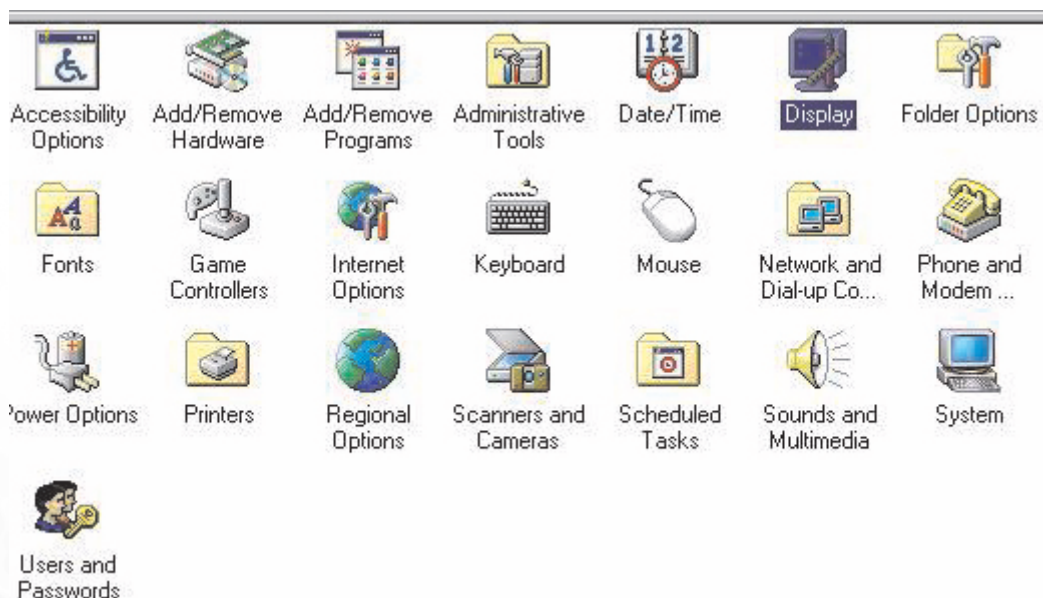 Accessibility Options
Add/Remove Hardware
Add/Remove Programs
Administrative Tools
Date/Time
Display
Folder Options
Fonts
Game Controllers
Internet Options
Keyboard
Mouse
Network and Dial-up Co...
Phone and Modem ...
Power Options
Printers
Regional Options
Scanners and Cameras
Scheduled Tasks
Sounds and Multimedia
System
Users and Passwords